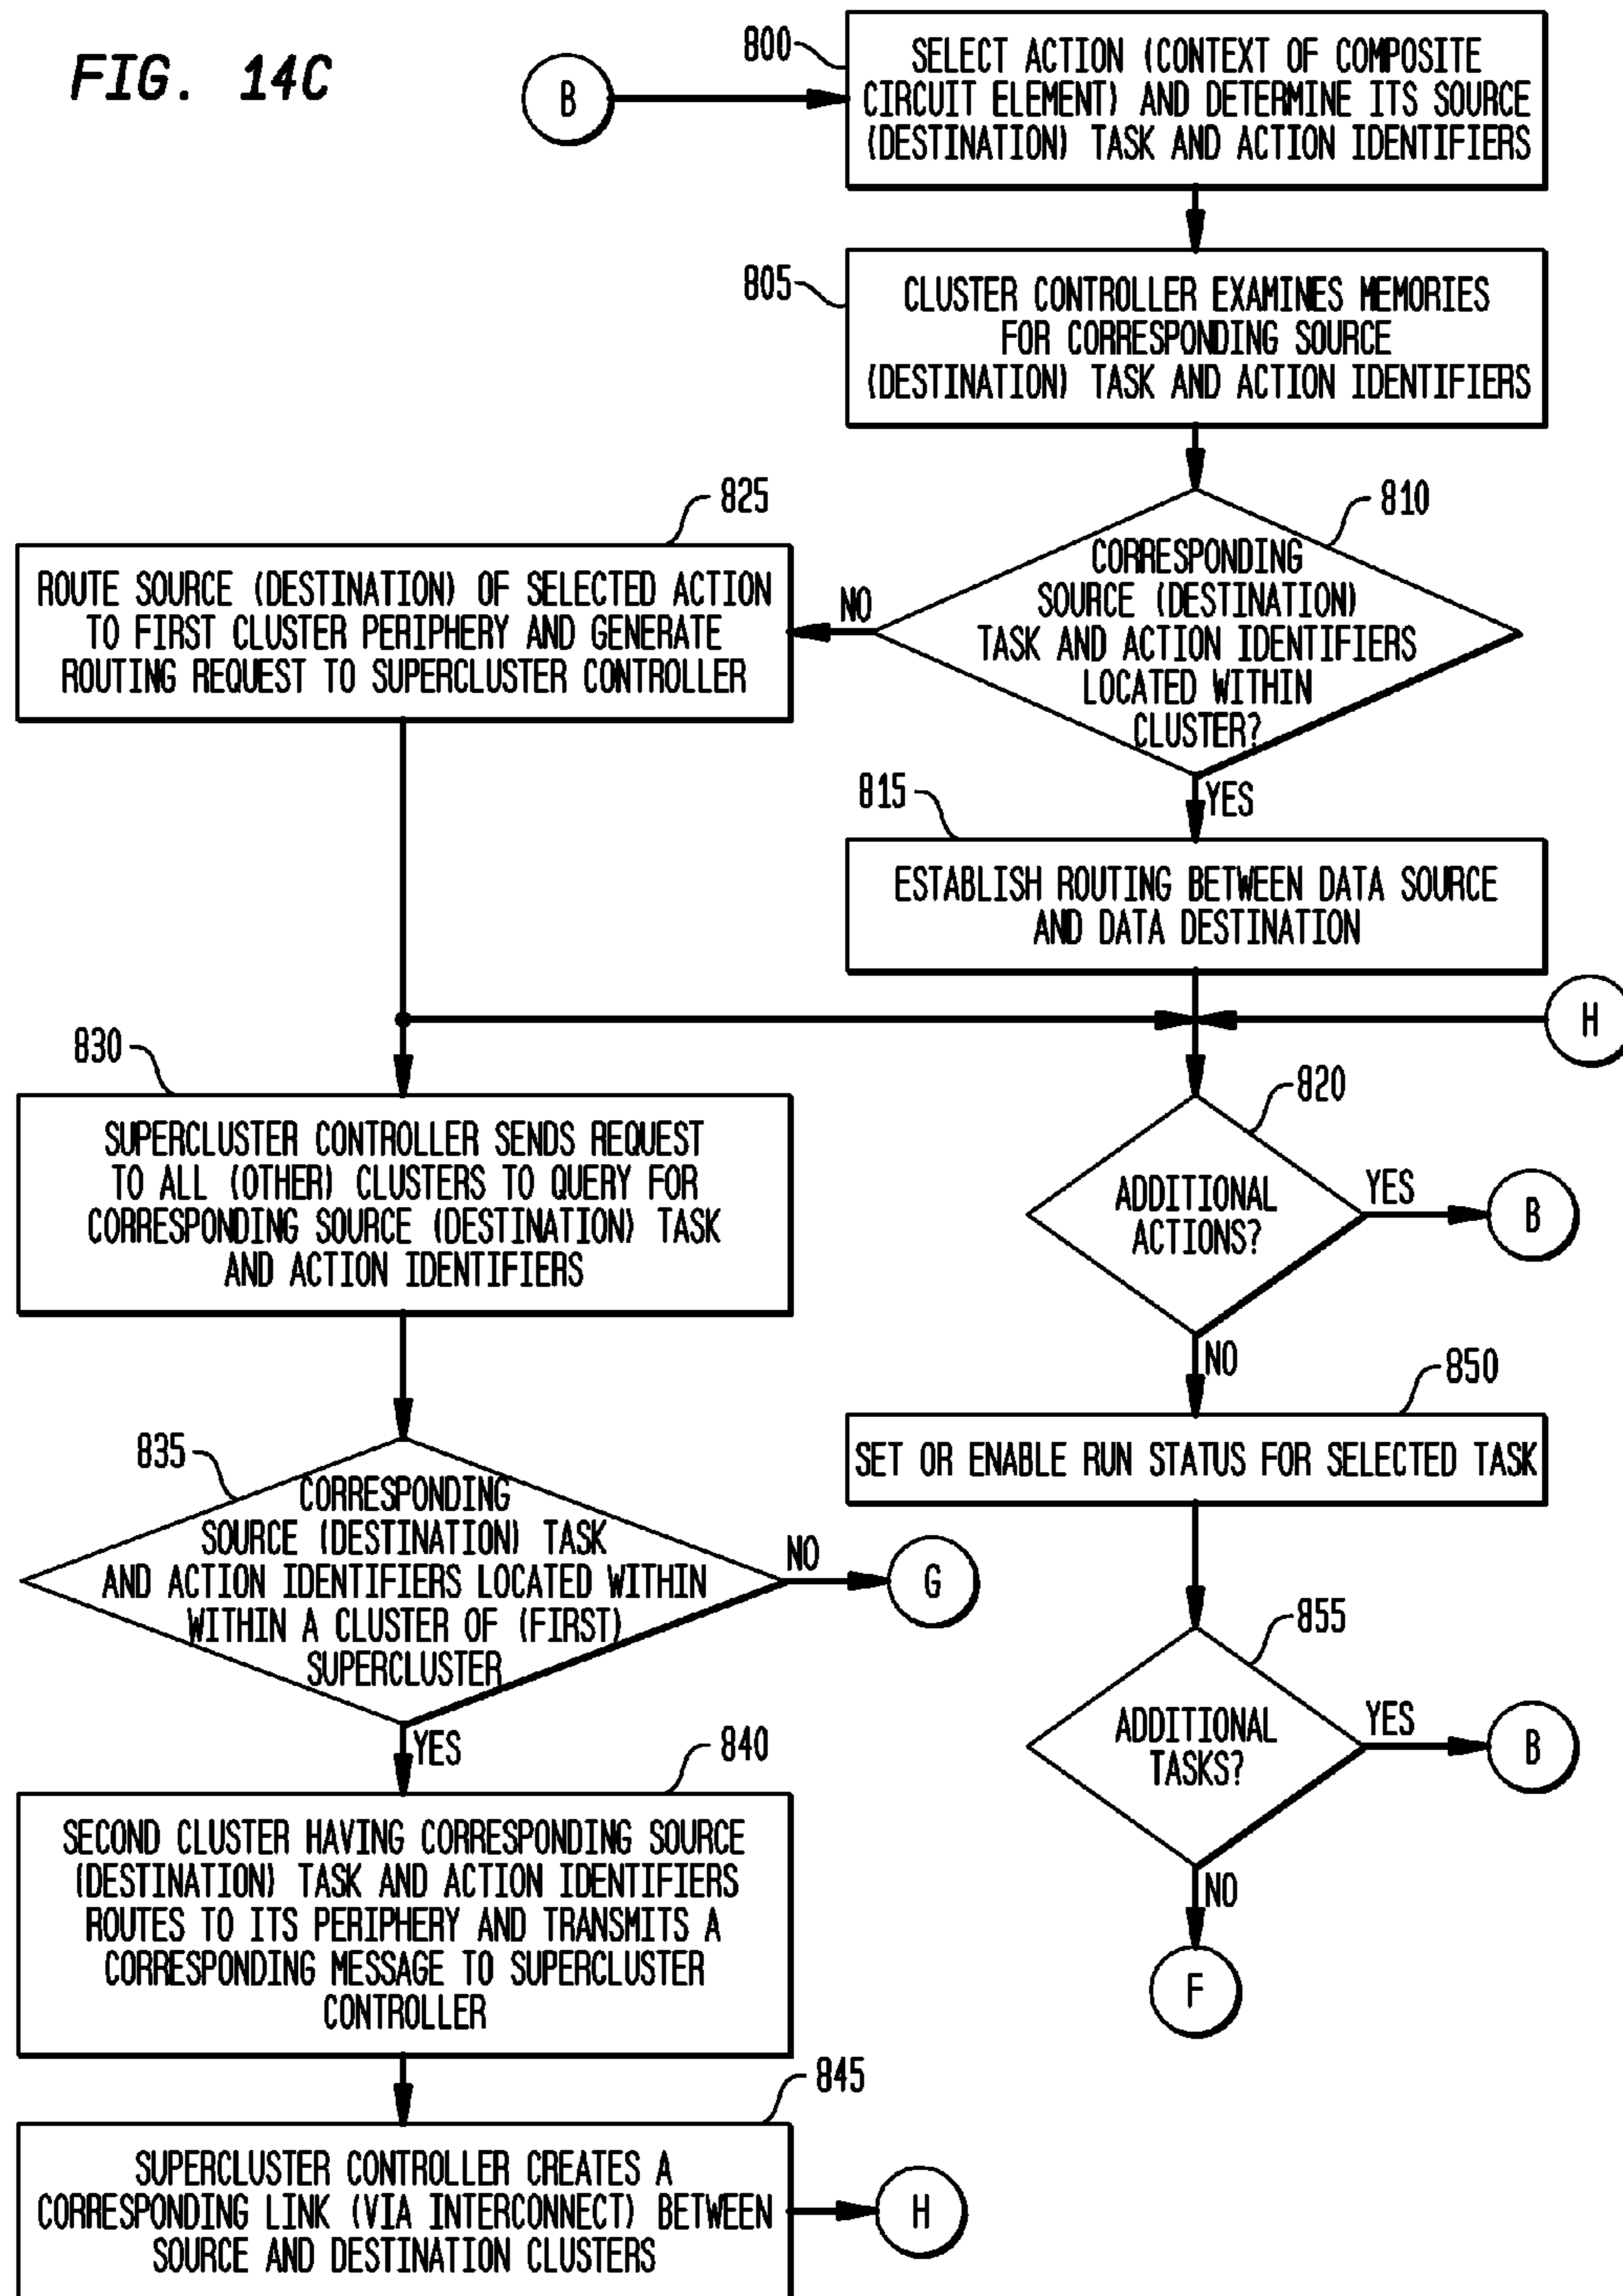 FIG. 14C
B
800
SELECT ACTION (CONTEXT OF COMPOSITE
CIRCUIT ELEMENT) AND DETERMINE ITS SOURCE
(DESTINATION) TASK AND ACTION IDENTIFIERS
805
CLUSTER CONTROLLER EXAMINES MEMORIES
FOR CORRESPONDING SOURCE
(DESTINATION) TASK AND ACTION IDENTIFIERS
810
CORRESPONDING
SOURCE (DESTINATION)
TASK AND ACTION IDENTIFIERS
LOCATED WITHIN
CLUSTER?
NO
825
ROUTE SOURCE (DESTINATION) OF SELECTED ACTION
TO FIRST CLUSTER PERIPHERY AND GENERATE
ROUTING REQUEST TO SUPERCLUSTER CONTROLLER
YES
815
ESTABLISH ROUTING BETWEEN DATA SOURCE
AND DATA DESTINATION
H
830
SUPERCLUSTER CONTROLLER SENDS REQUEST
TO ALL (OTHER) CLUSTERS TO QUERY FOR
CORRESPONDING SOURCE (DESTINATION) TASK
AND ACTION IDENTIFIERS
820
ADDITIONAL
ACTIONS?
YES
B
NO
850
SET OR ENABLE RUN STATUS FOR SELECTED TASK
835
CORRESPONDING
SOURCE (DESTINATION) TASK
AND ACTION IDENTIFIERS LOCATED WITHIN
WITHIN A CLUSTER OF (FIRST)
SUPERCLUSTER
NO
G
855
ADDITIONAL
TASKS?
YES
B
NO
F
YES
840
SECOND CLUSTER HAVING CORRESPONDING SOURCE
(DESTINATION) TASK AND ACTION IDENTIFIERS
ROUTES TO ITS PERIPHERY AND TRANSMITS A
CORRESPONDING MESSAGE TO SUPERCLUSTER
CONTROLLER
845
SUPERCLUSTER CONTROLLER CREATES A
CORRESPONDING LINK (VIA INTERCONNECT) BETWEEN
SOURCE AND DESTINATION CLUSTERS
H